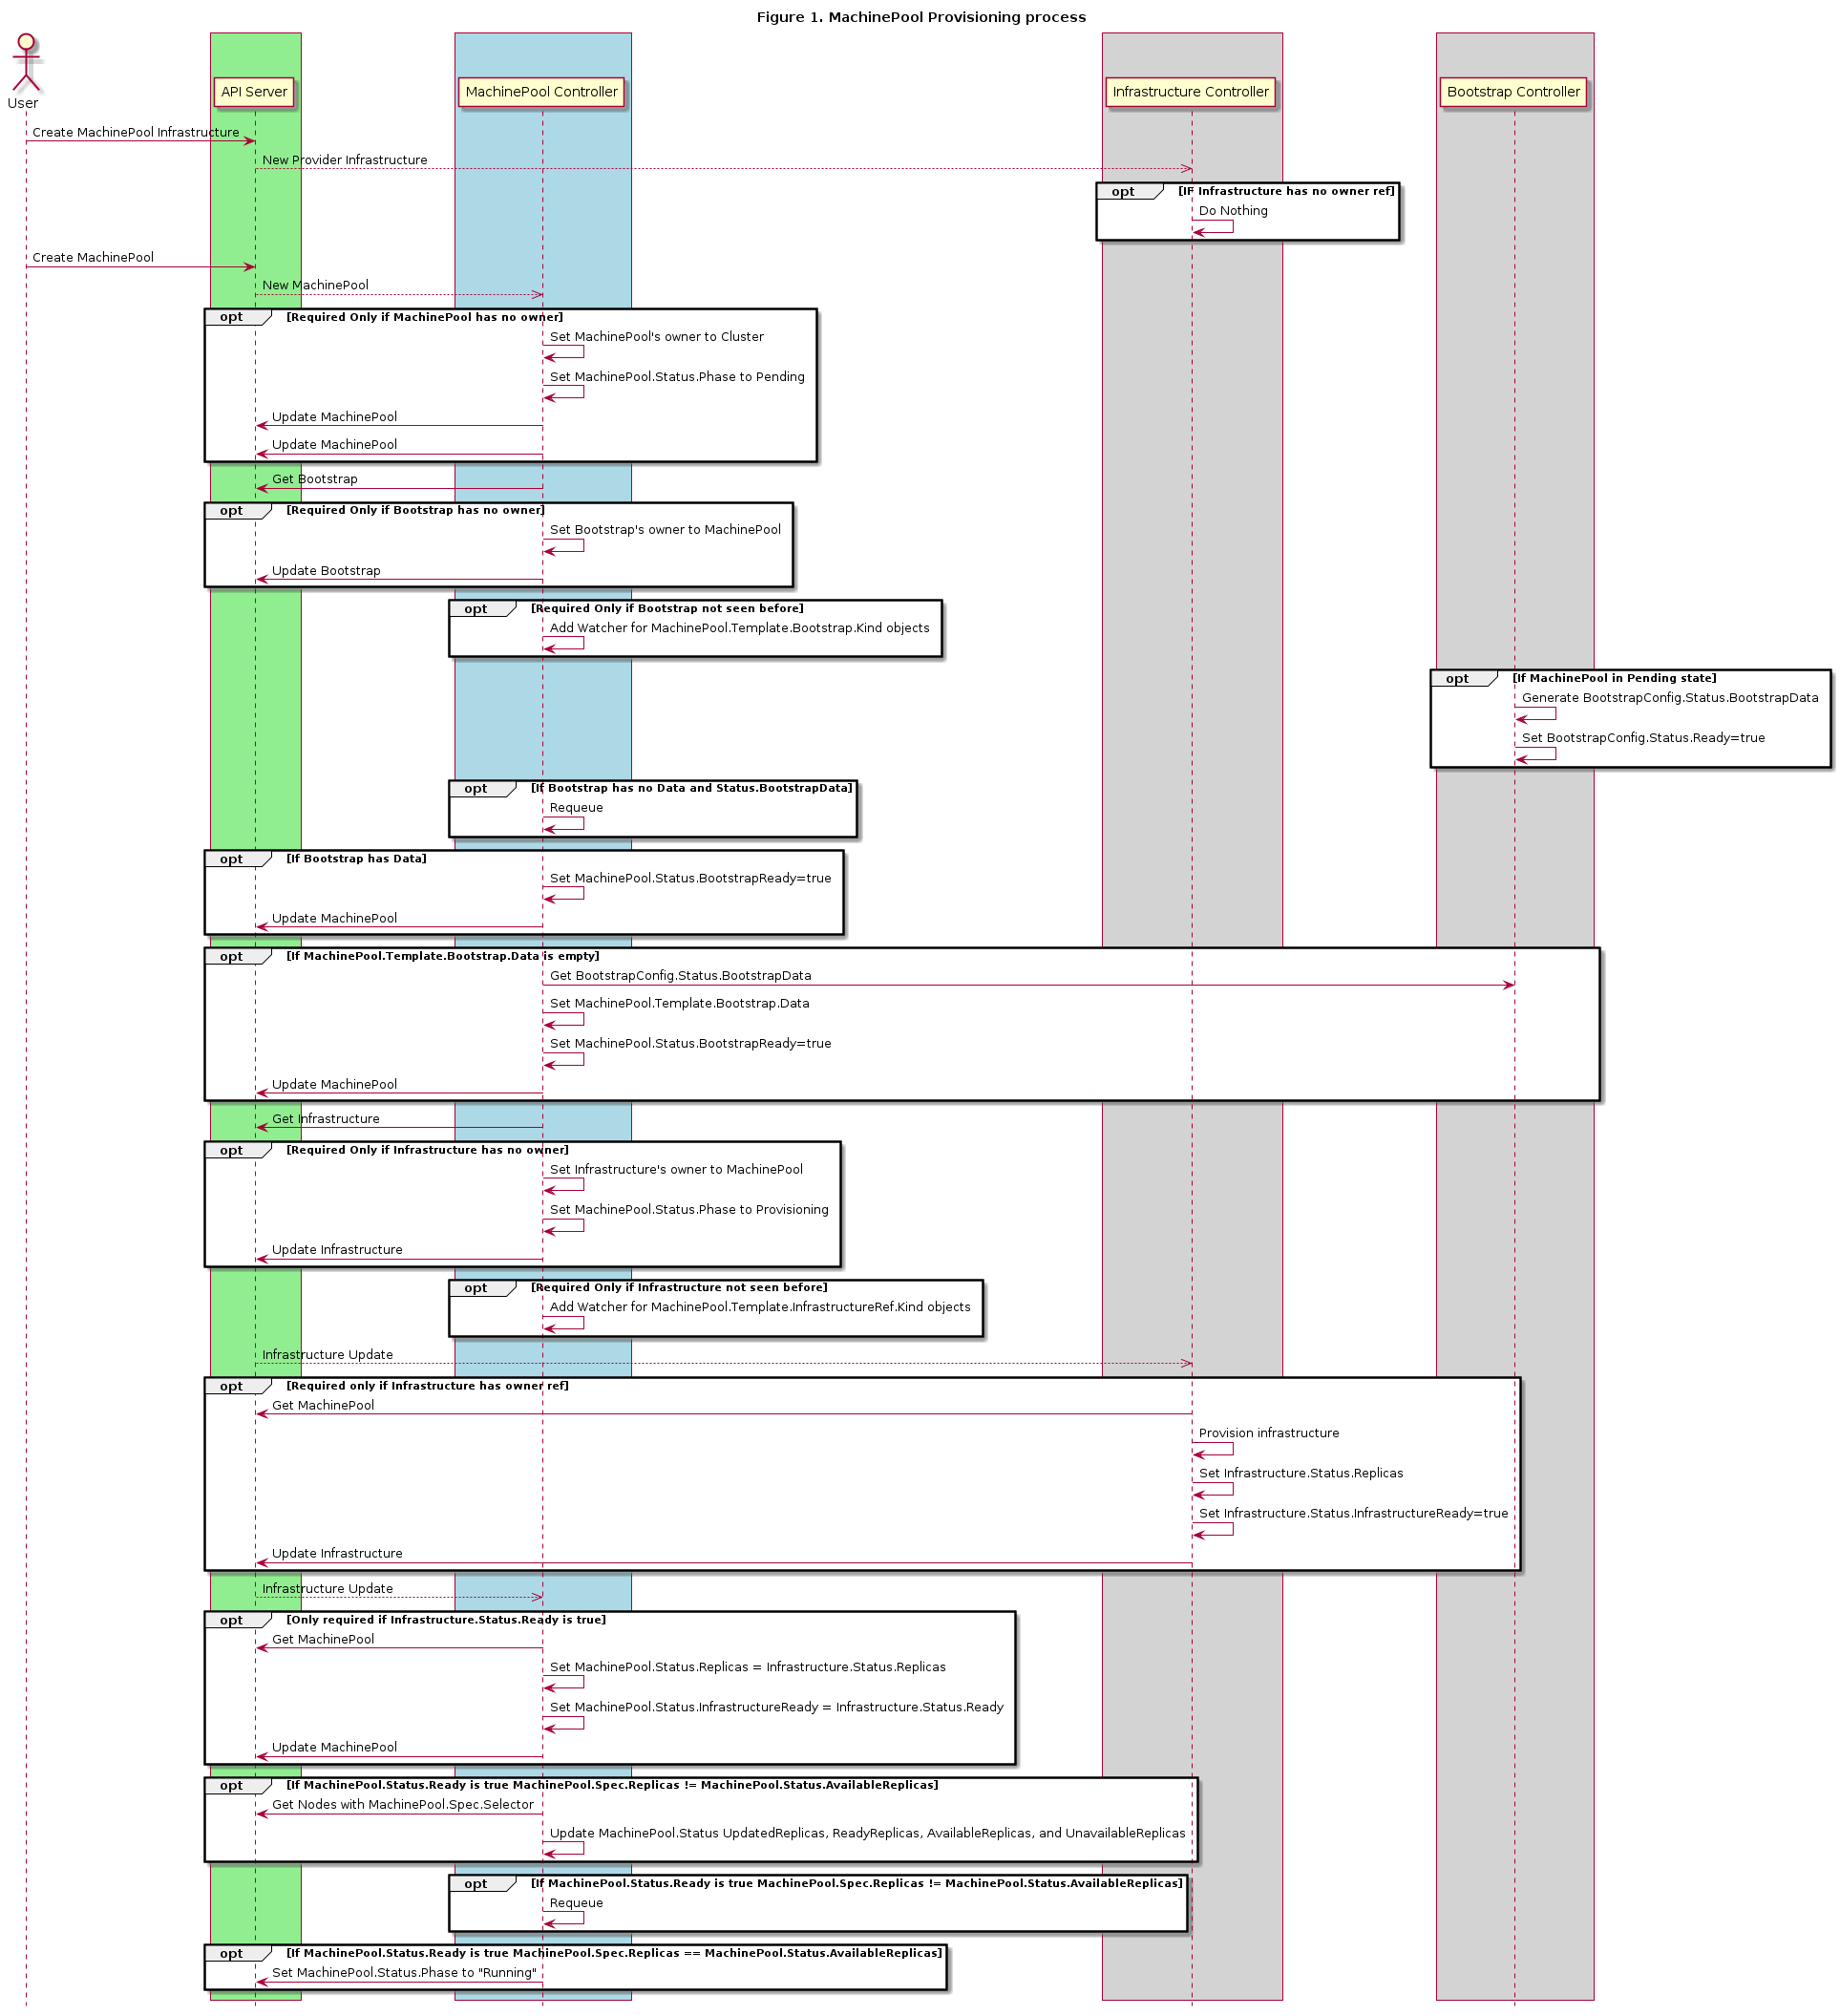 Figure 1. MachinePool Provisioning process
User
API Server
MachinePool Controller
Infrastructure Controller
Bootstrap Controller
Create MachinePool Infrastructure
New Provider Infrastructure
opt [IF Infrastructure has no owner ref]
Do Nothing
Create MachinePool
New MachinePool
opt [Required Only if MachinePool has no owner]
Set MachinePool's owner to Cluster
Set MachinePool.Status.Phase to Pending
Update MachinePool
Update MachinePool
Get Bootstrap
opt [Required Only if Bootstrap has no owner]
Set Bootstrap's owner to MachinePool
Update Bootstrap
opt [Required Only if Bootstrap not seen before]
Add Watcher for MachinePool.Template.Bootstrap.Kind objects
opt [If MachinePool in Pending state]
Generate BootstrapConfig.Status.BootstrapData
Set BootstrapConfig.Status.Ready=true
opt [If Bootstrap has no Data and Status.BootstrapData]
Requeue
opt [If Bootstrap has Data]
Set MachinePool.Status.BootstrapReady=true
Update MachinePool
opt [If MachinePool.Template.Bootstrap.Data is empty]
Get BootstrapConfig.Status.BootstrapData
Set MachinePool.Template.Bootstrap.Data
Set MachinePool.Status.BootstrapReady=true
Update MachinePool
Get Infrastructure
opt [Required Only if Infrastructure has no owner]
Set Infrastructure's owner to MachinePool
Set MachinePool.Status.Phase to Provisioning
Update Infrastructure
opt [Required Only if Infrastructure not seen before]
Add Watcher for MachinePool.Template.InfrastructureRef.Kind objects
Infrastructure Update
opt [Required only if Infrastructure has owner ref]
Get MachinePool
Provision infrastructure
Set Infrastructure.Status.Replicas
Set Infrastructure.Status.InfrastructureReady=true
Update Infrastructure
Infrastructure Update
opt [Only required if Infrastructure.Status.Ready is true]
Get MachinePool
Set MachinePool.Status.Replicas = Infrastructure.Status.Replicas
Set MachinePool.Status.InfrastructureReady = Infrastructure.Status.Ready
Update MachinePool
opt [If MachinePool.Status.Ready is true MachinePool.Spec.Replicas != MachinePool.Status.AvailableReplicas]
Get Nodes with MachinePool.Spec.Selector
Update MachinePool.Status UpdatedReplicas, ReadyReplicas, AvailableReplicas, and UnavailableReplicas
opt [If MachinePool.Status.Ready is true MachinePool.Spec.Replicas != MachinePool.Status.AvailableReplicas]
Requeue
opt [If MachinePool.Status.Ready is true MachinePool.Spec.Replicas == MachinePool.Status.AvailableReplicas]
Set MachinePool.Status.Phase to "Running"